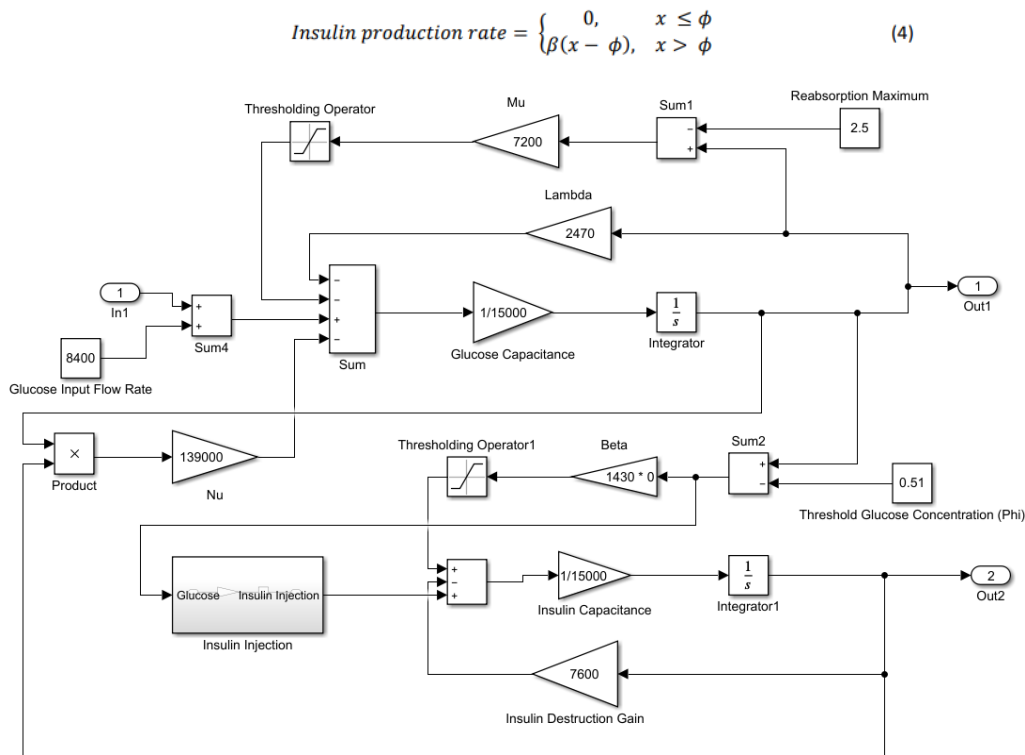 Insulin production rate = { 0, x ≤ ϕ
β(x − ϕ), x > ϕ (4)
Thresholding Operator
Mu
7200
Sum1
−
+
Reabsorption Maximum
2.5
Lambda
2470
1
In1
+
+
Sum4
8400
Glucose Input Flow Rate
−
−
+
−
Sum
1/15000
Glucose Capacitance
1
s
Integrator
1
Out1
×
Product
139000
Nu
Thresholding Operator1
Beta
1430 * 0
Sum2
+
−
0.51
Threshold Glucose Concentration (Phi)
Glucose Insulin Injection
Insulin Injection
+
−
+
1/15000
Insulin Capacitance
1
s
Integrator1
2
Out2
7600
Insulin Destruction Gain